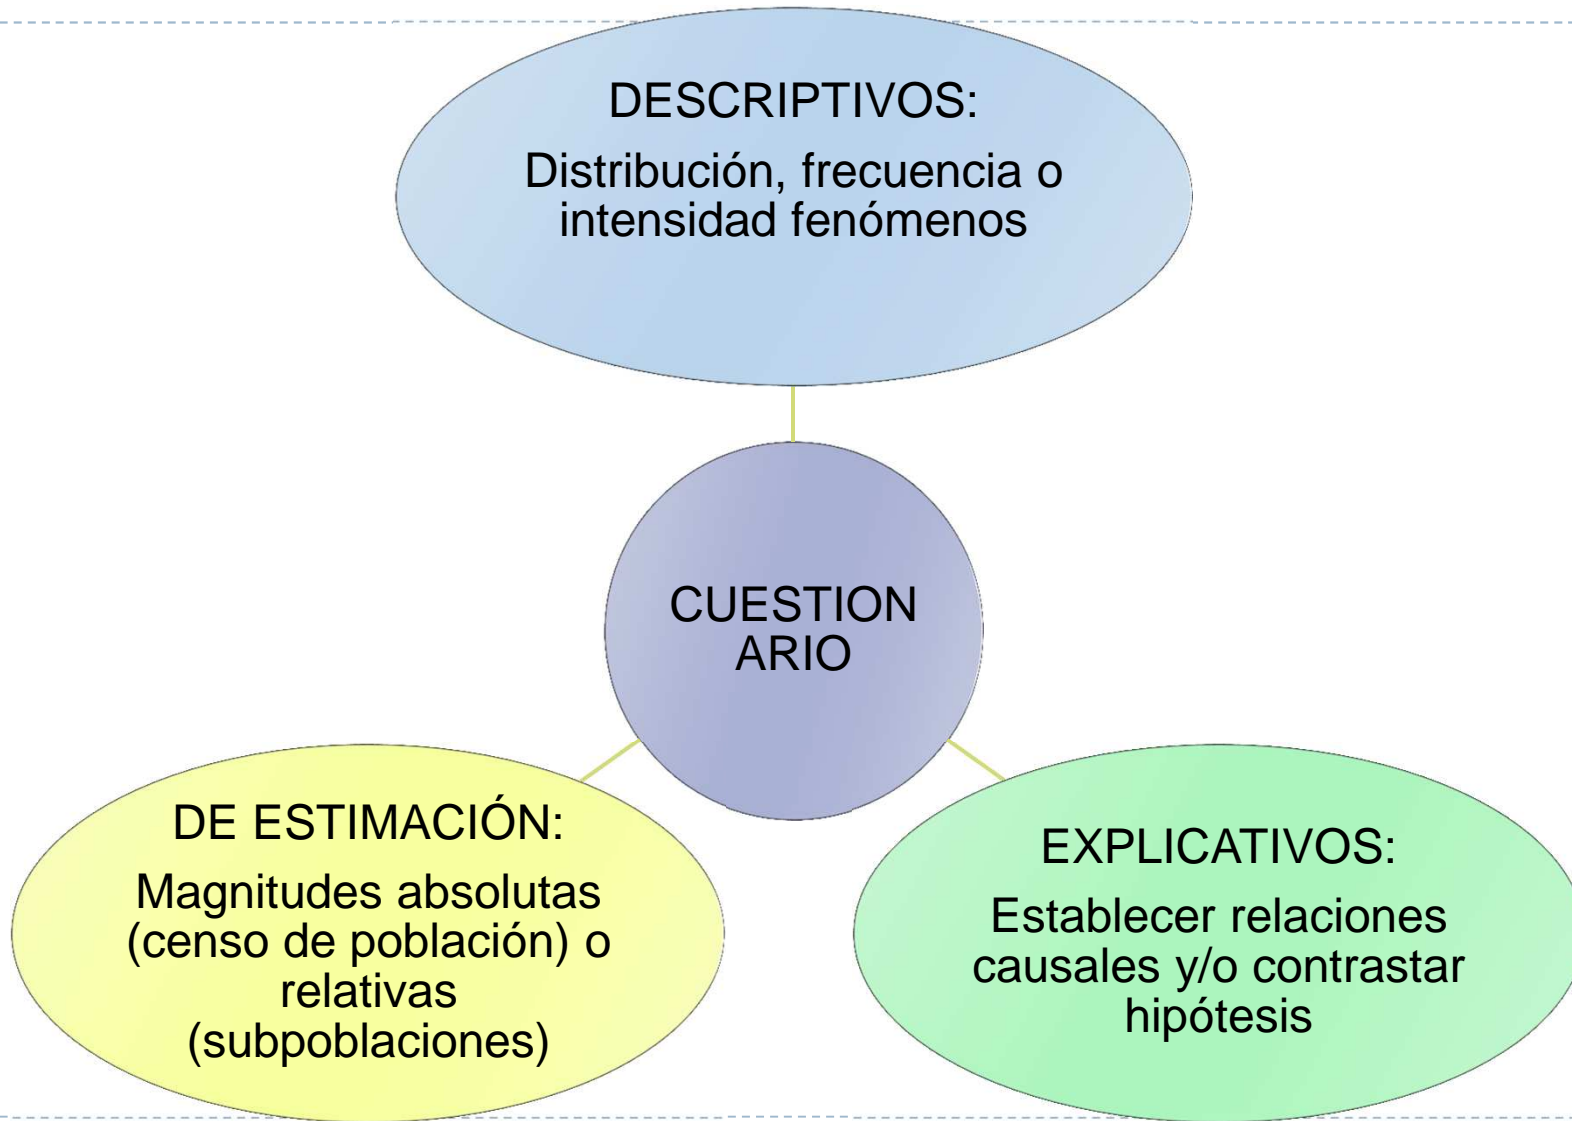 DESCRIPTIVOS:
Distribución, frecuencia o
intensidad fenómenos
CUESTION
ARIO
DE ESTIMACIÓN:
Magnitudes absolutas
(censo de población) o
relativas
(subpoblaciones)
EXPLICATIVOS:
Establecer relaciones
causales y/o contrastar
hipótesis